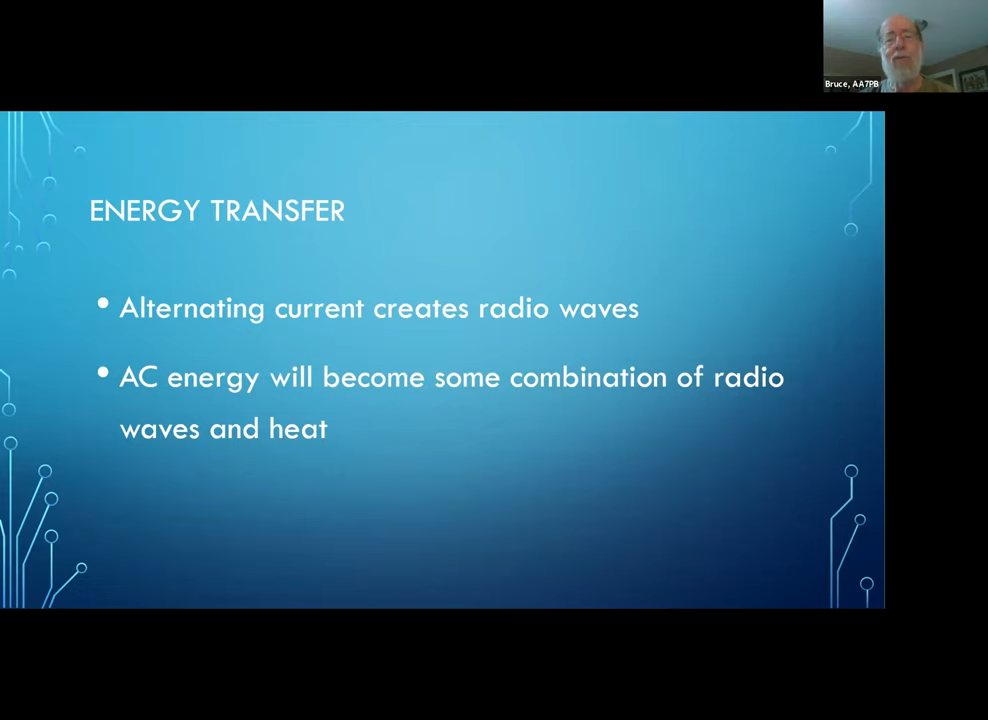 Bruce, AA7PB
ENERGY TRANSFER
• Alternating current creates radio waves
• AC energy will become some combination of radio
waves and heat